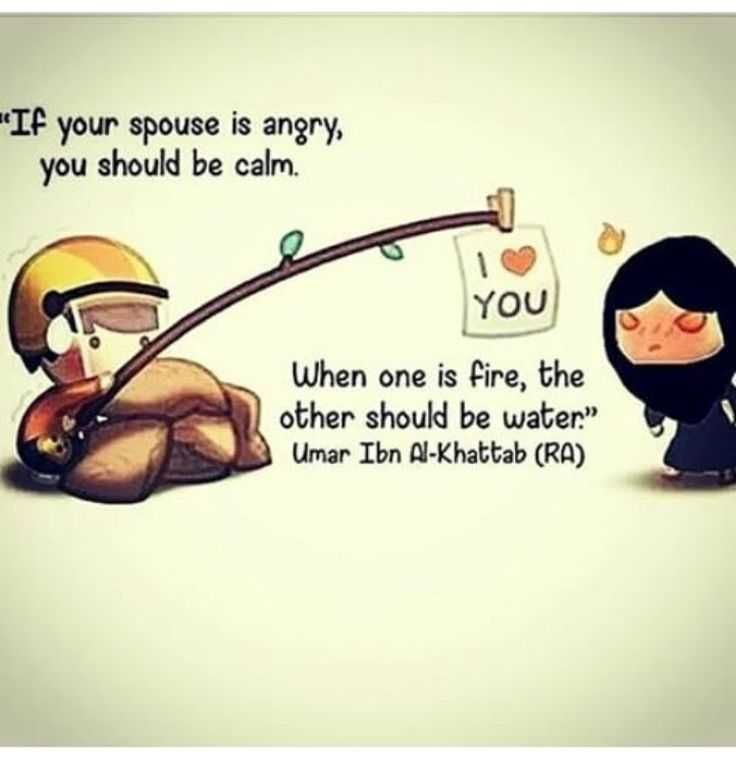 “If your spouse is angry,
you should be calm.
I ❤
YOU
When one is fire, the
other should be water.”
Umar Ibn Al-Khattab (RA)